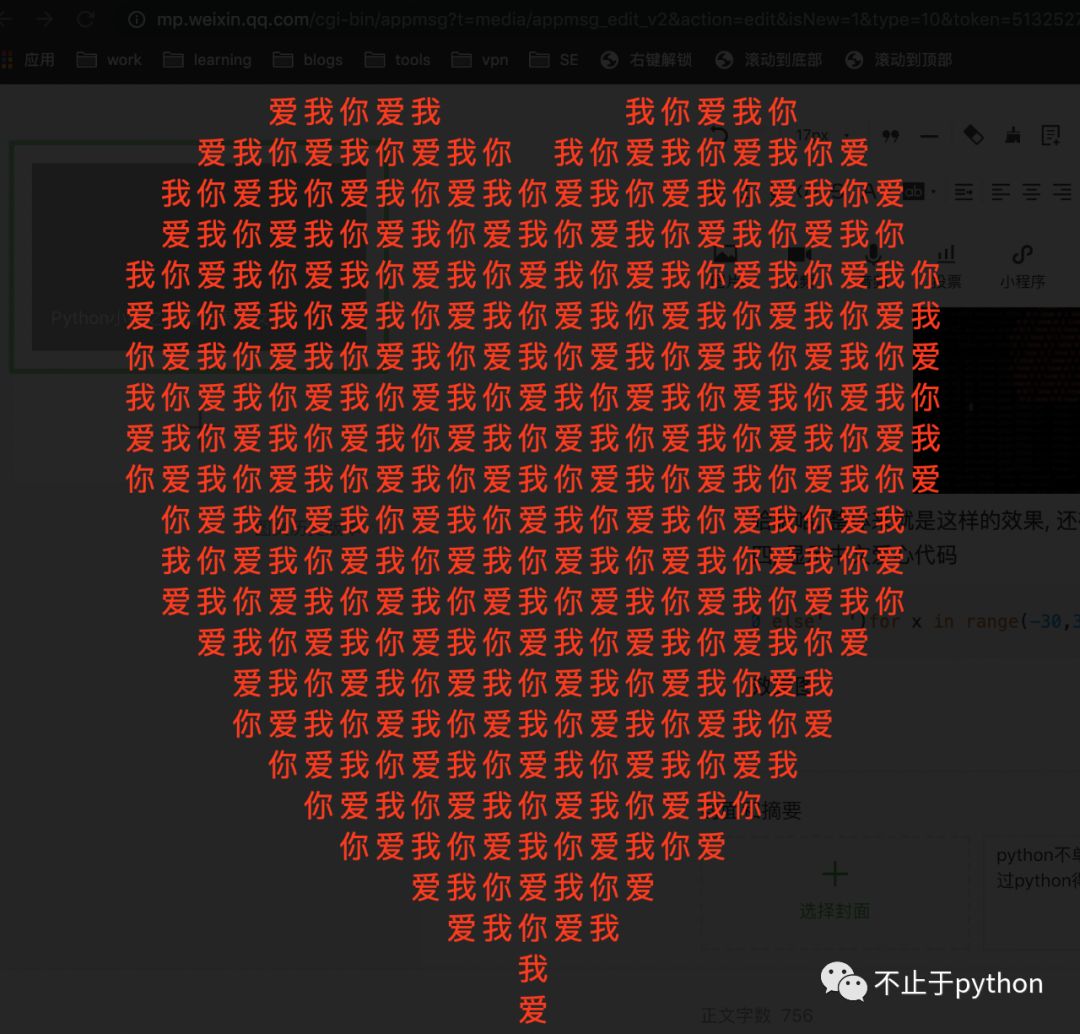 mp.weixin.qq.com/cgi-bin/appmsg?t=media/appmsg_edit_v2&action=edit&isNew=1&type=10&token=513252
应用 work learning blogs tools vpn SE 右键解锁 滚动到底部 滚动到顶部
爱我你爱我 我你爱我你
17px
爱我你爱我你爱我你 我你爱我你爱我你爱
我你爱我你爱我你爱我你爱我你爱我你爱我你爱
爱我你爱我你爱我你爱我你爱我你爱我你爱我你
我你爱我你爱我你爱我你爱我你爱我你爱我你爱我你
小程序
爱我你爱我你爱我你爱我你爱我你爱我你爱我你爱我
Python
你爱我你爱我你爱我你爱我你爱我你爱我你爱我你爱
我你爱我你爱我你爱我你爱我你爱我你爱我你爱我你
爱我你爱我你爱我你爱我你爱我你爱我你爱我你爱我
你爱我你爱我你爱我你爱我你爱我你爱我你爱我你爱
你爱我你爱我你爱我你爱我你爱我你爱我你爱我
就是这样的效果, 还
我你爱我你爱我你爱我你爱我你爱我你爱我你爱
心代码
爱我你爱我你爱我你爱我你爱我你爱我你爱我你
0 else' ')for x in range(-30,3
爱我你爱我你爱我你爱我你爱我你爱我你爱
爱我你爱我你爱我你爱我你爱我你爱我
你爱我你爱我你爱我你爱我你爱我你爱
你爱我你爱我你爱我你爱我你爱我
你爱我你爱我你爱我你爱我你
摘要
你爱我你爱我你爱我你爱
python不单
过python得
爱我你爱我你爱
选择封面
爱我你爱我
我
不止于python
爱
正文字数 756